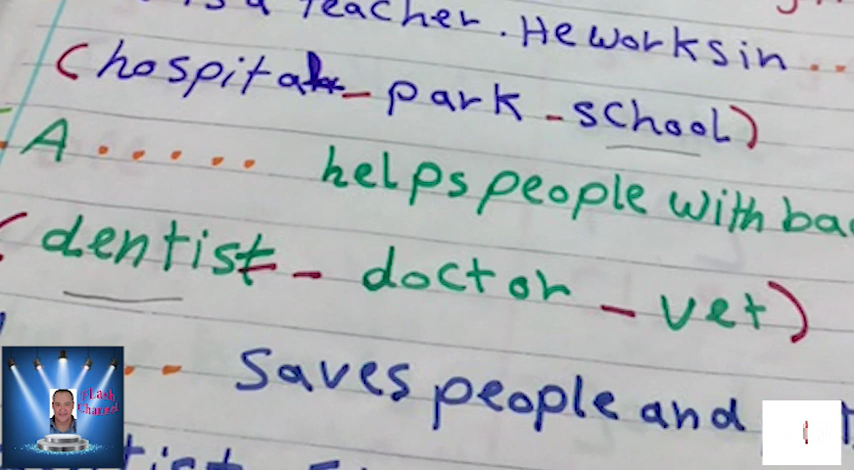 is a teacher. He works in ..
(hospital - park - school)
- A ..... helps people with ba
(dentist - doctor - vet)
.. saves people and
Flash Channel